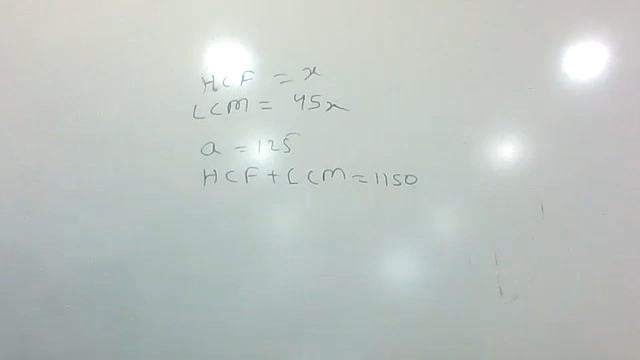 HCF = x
LCM = 45x
a = 125
HCF + LCM = 1150